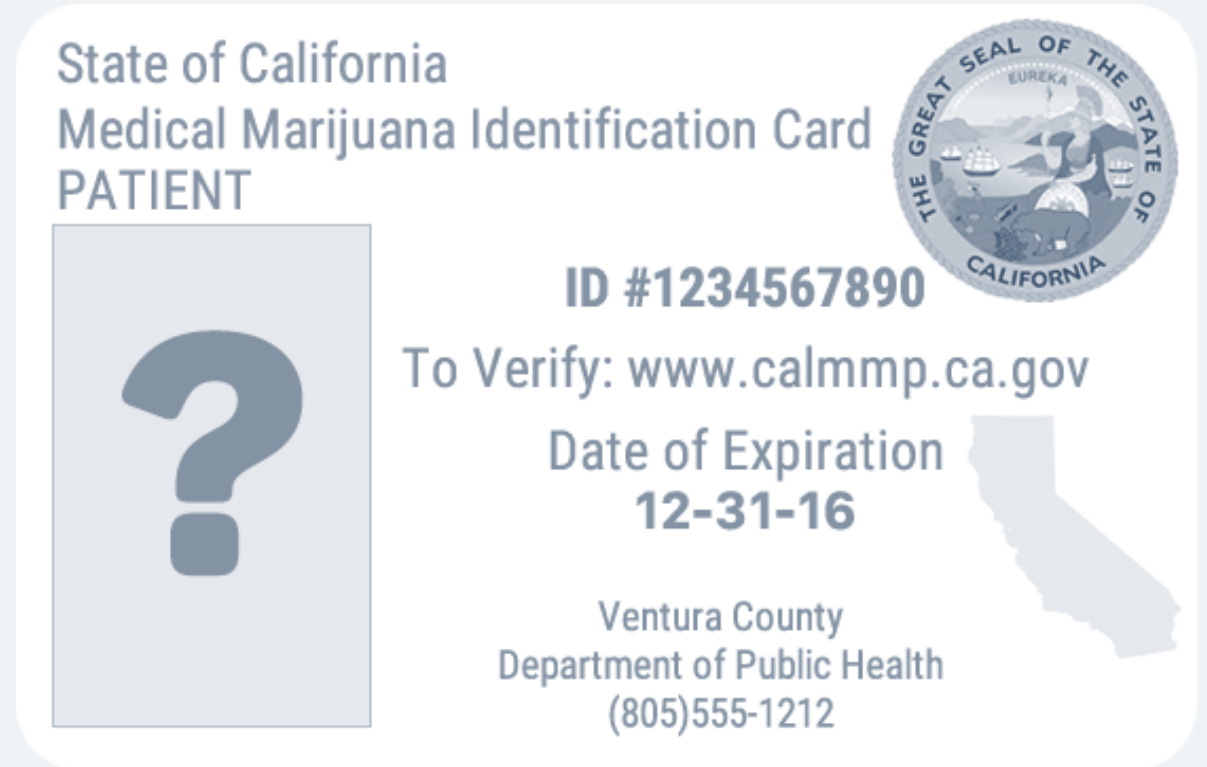 State of California
Medical Marijuana Identification Card
PATIENT
THE GREAT SEAL OF THE STATE OF CALIFORNIA
EUREKA
?
ID #1234567890
To Verify: www.calmmp.ca.gov
Date of Expiration
12-31-16
Ventura County
Department of Public Health
(805)555-1212